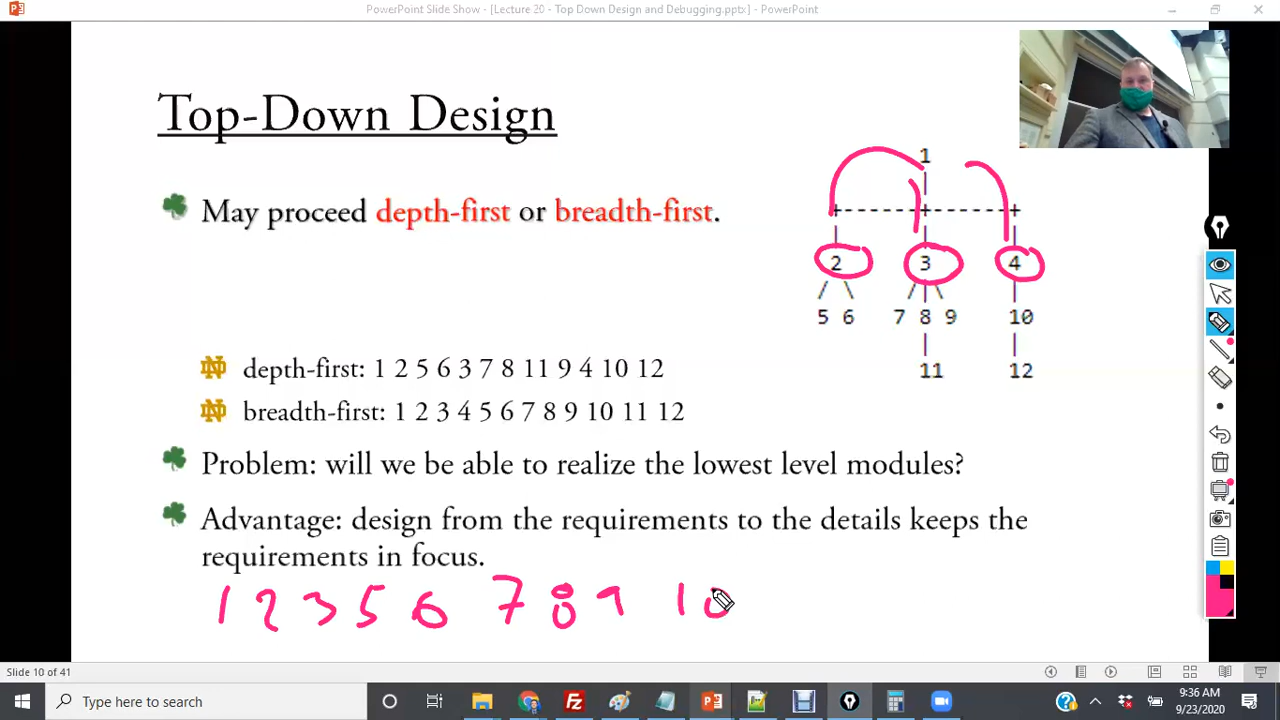 PowerPoint Slide Show - [Lecture 20 - Top Down Design and Debugging.pptx] - PowerPoint
Top-Down Design
May proceed depth-first or breadth-first.
1
2 3 4
5 6 7 8 9 10
11 12
depth-first: 1 2 5 6 3 7 8 11 9 4 10 12
breadth-first: 1 2 3 4 5 6 7 8 9 10 11 12
Problem: will we be able to realize the lowest level modules?
Advantage: design from the requirements to the details keeps the
requirements in focus.
1 2 3 5 6 7 8 9 10
Slide 10 of 41
Type here to search
9:36 AM
9/23/2020